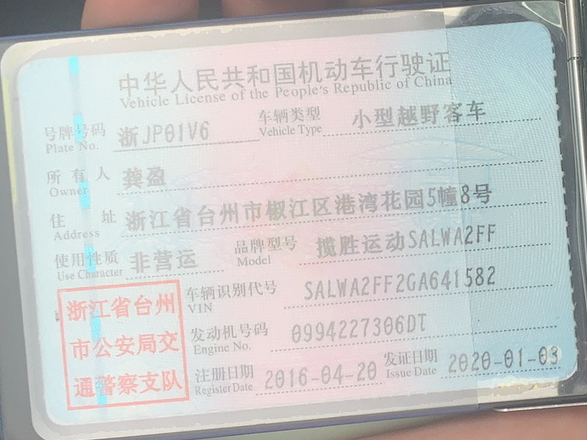 中华人民共和国机动车行驶证
Vehicle License of the People's Republic of China
号牌号码 浙JP01V6 车辆类型 小型越野客车
Plate No. Vehicle Type
所有人 龚盈
Owner
住址 浙江省台州市椒江区港湾花园5幢8号
Address
使用性质 非营运 品牌型号 揽胜运动SALWA2FF
Use Character Model
浙江省台州
市公安局交
通警察支队
车辆识别代号 SALWA2FF2GA641582
VIN
发动机号码 0994227306DT
Engine No.
注册日期 2016-04-20 发证日期 2020-01-03
Register Date Issue Date